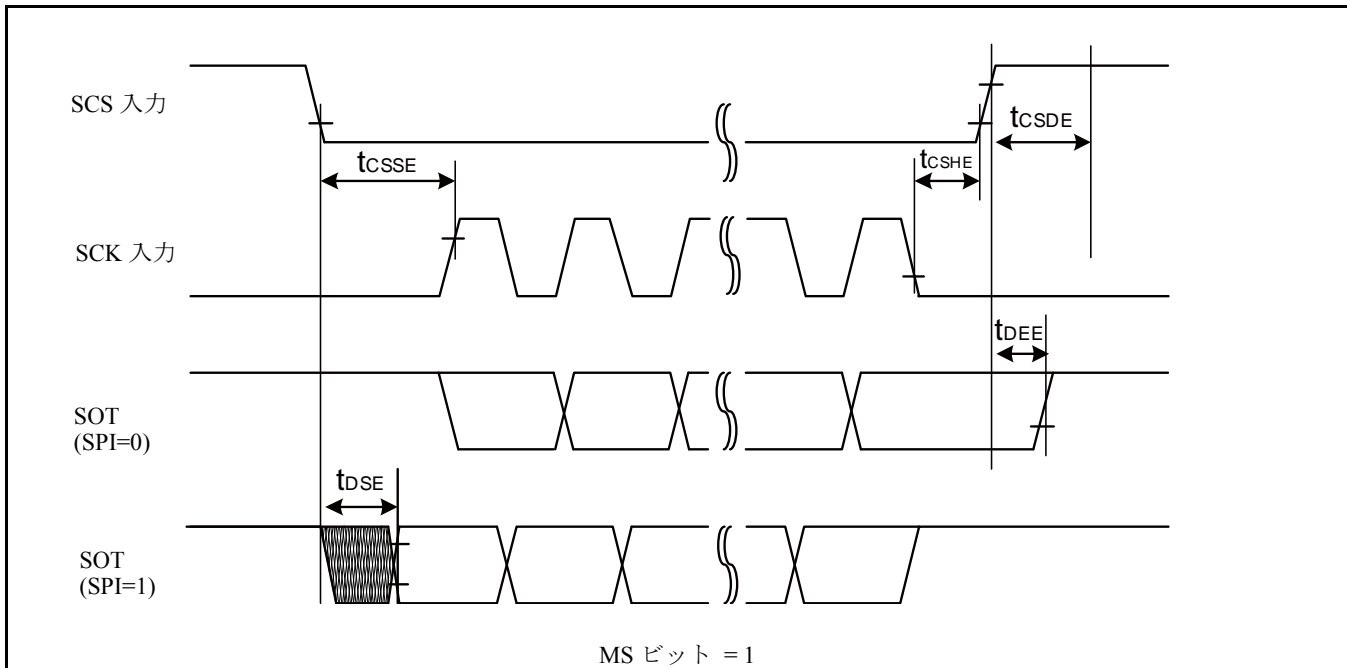 SCS 入力
tCSDE
tCSSE
tCSHE
SCK 入力
tDEE
SOT
(SPI=0)
tDSE
SOT
(SPI=1)
MS ビット = 1